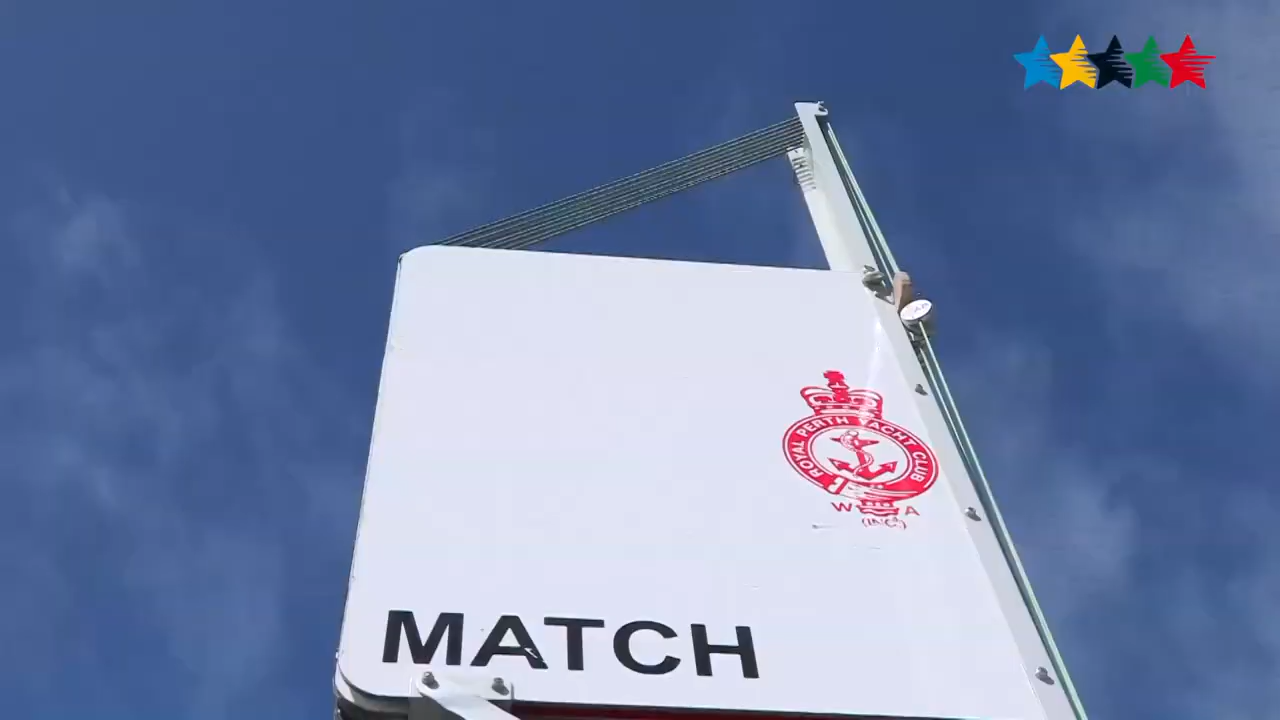 ROYAL PERTH YACHT CLUB
W A
(INC)
MATCH